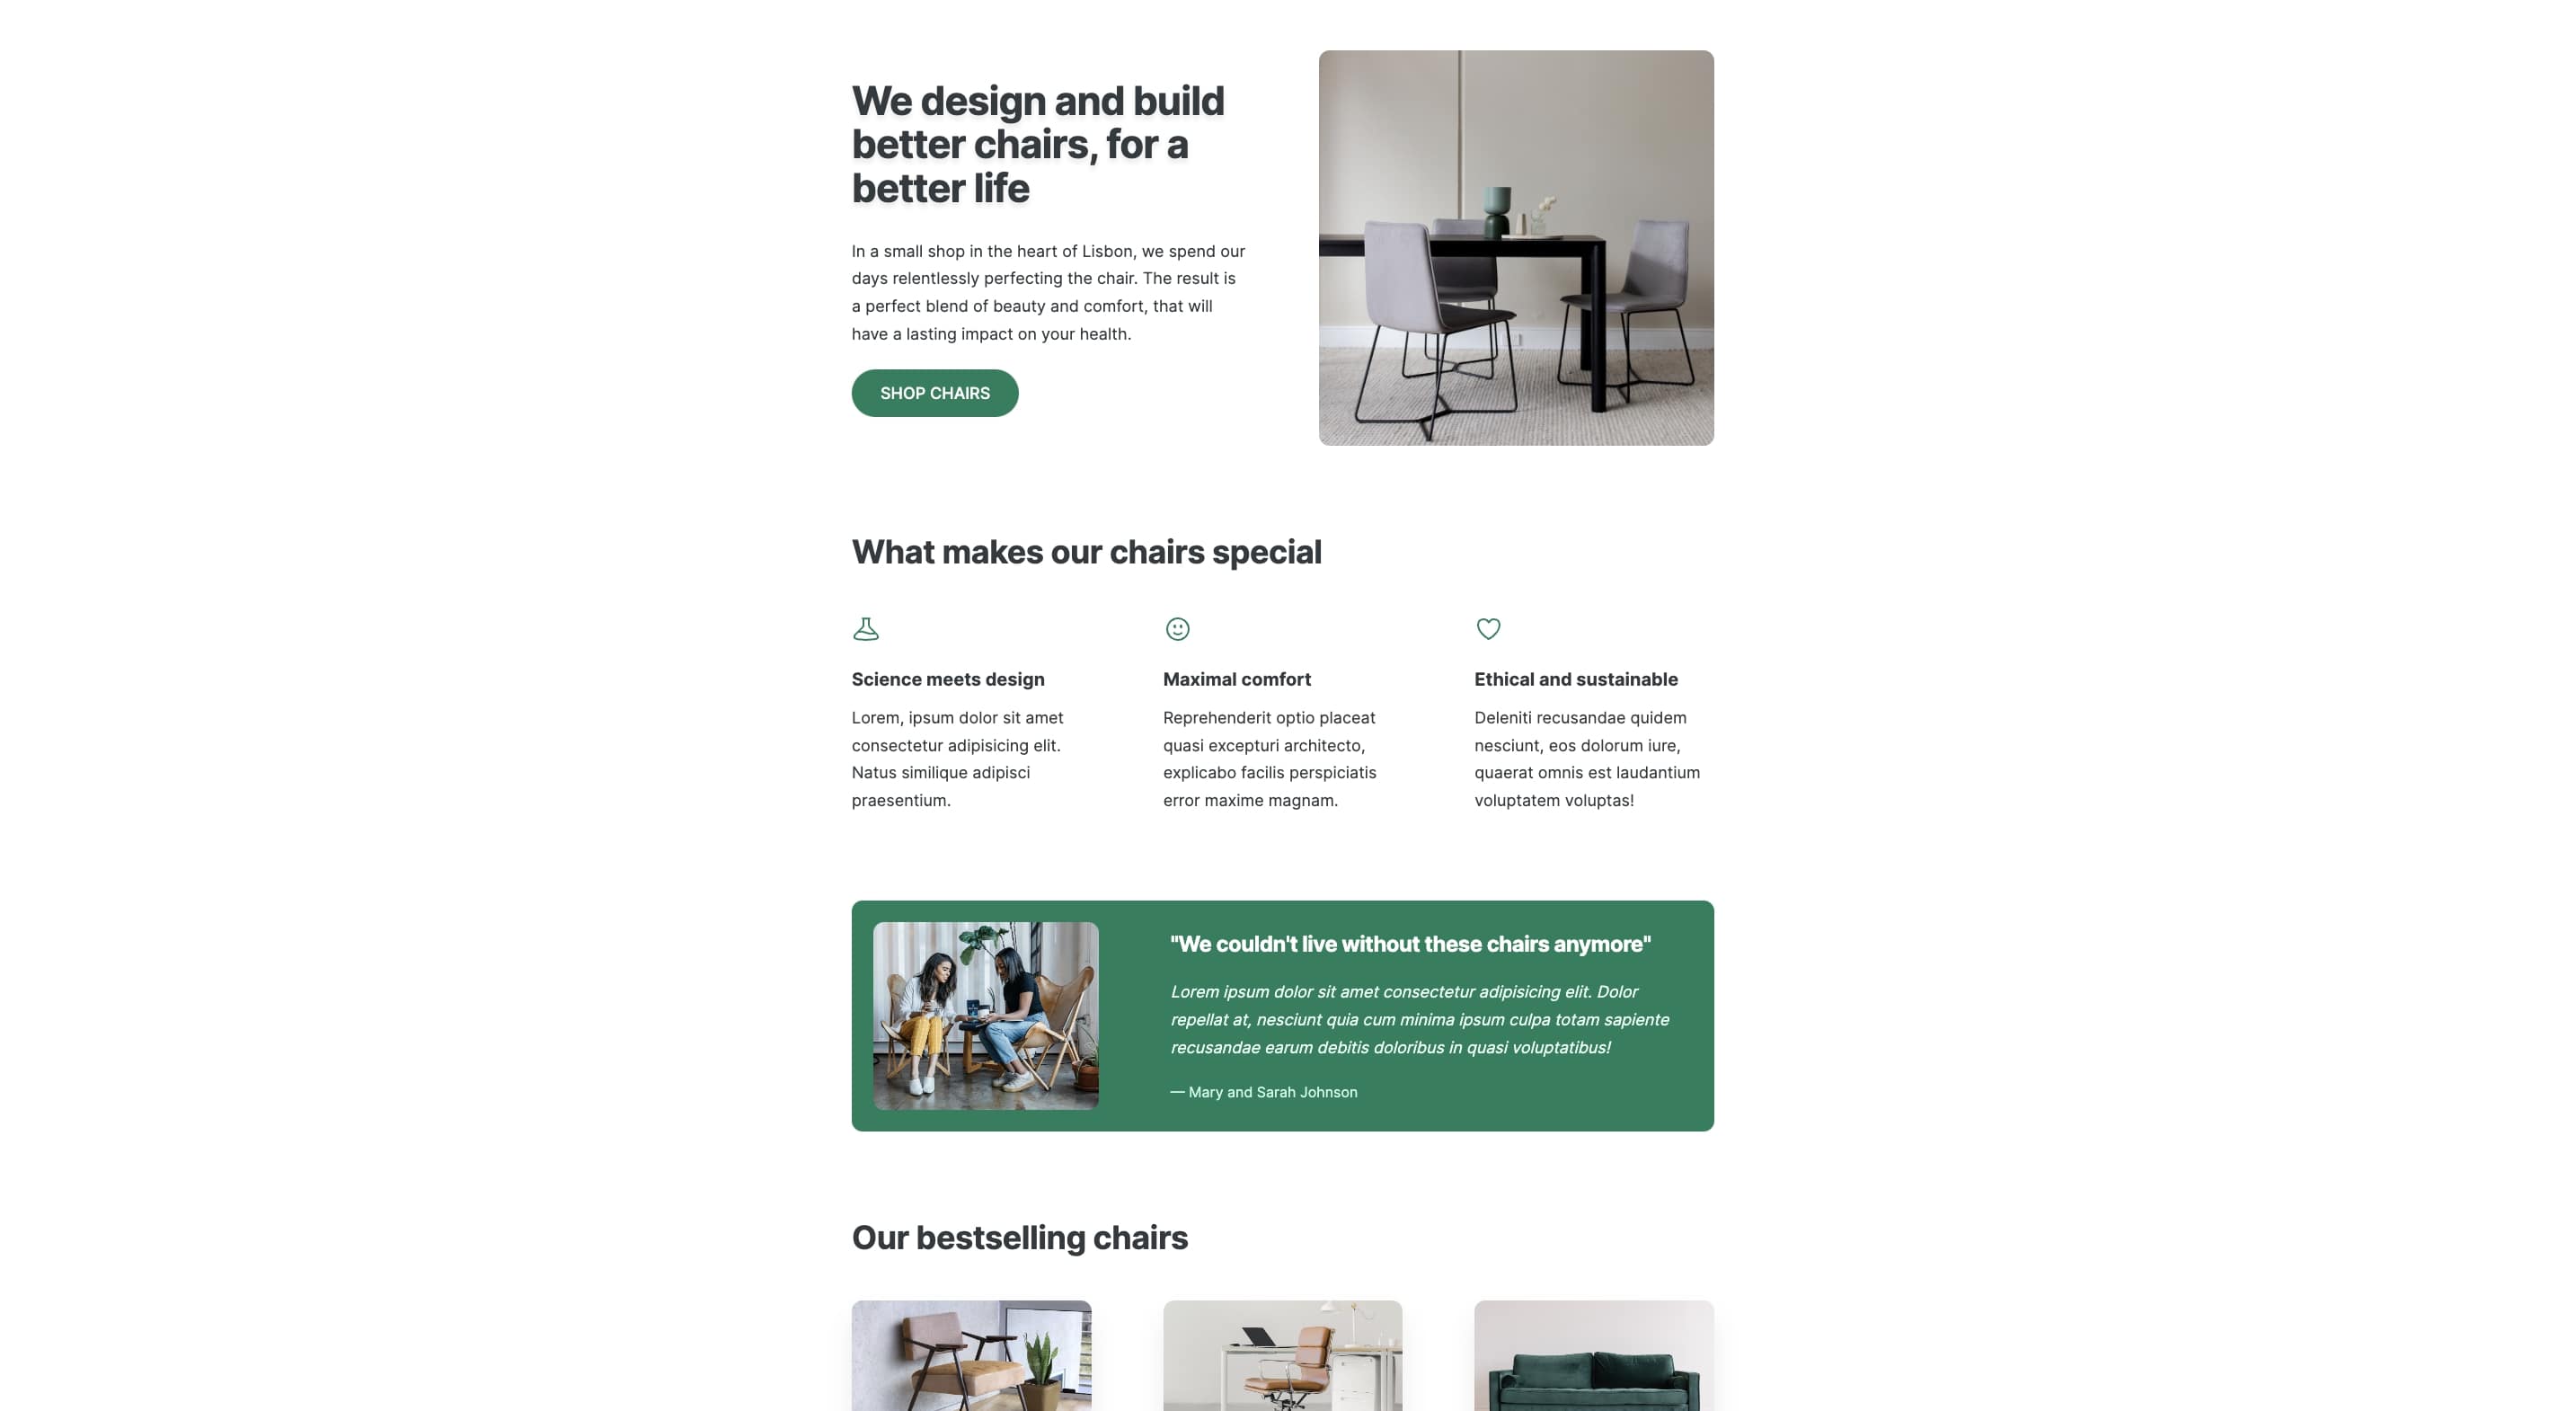 We design and build
better chairs, for a
better life
In a small shop in the heart of Lisbon, we spend our
days relentlessly perfecting the chair. The result is
a perfect blend of beauty and comfort, that will
have a lasting impact on your health.
SHOP CHAIRS
What makes our chairs special
Science meets design
Lorem, ipsum dolor sit amet
consectetur adipisicing elit.
Natus similique adipisci
praesentium.
Maximal comfort
Reprehenderit optio placeat
quasi excepturi architecto,
explicabo facilis perspiciatis
error maxime magnam.
Ethical and sustainable
Deleniti recusandae quidem
nesciunt, eos dolorum iure,
quaerat omnis est laudantium
voluptatem voluptas!
"We couldn't live without these chairs anymore"
Lorem ipsum dolor sit amet consectetur adipisicing elit. Dolor
repellat at, nesciunt quia cum minima ipsum culpa totam sapiente
recusandae earum debitis doloribus in quasi voluptatibus!
— Mary and Sarah Johnson
Our bestselling chairs